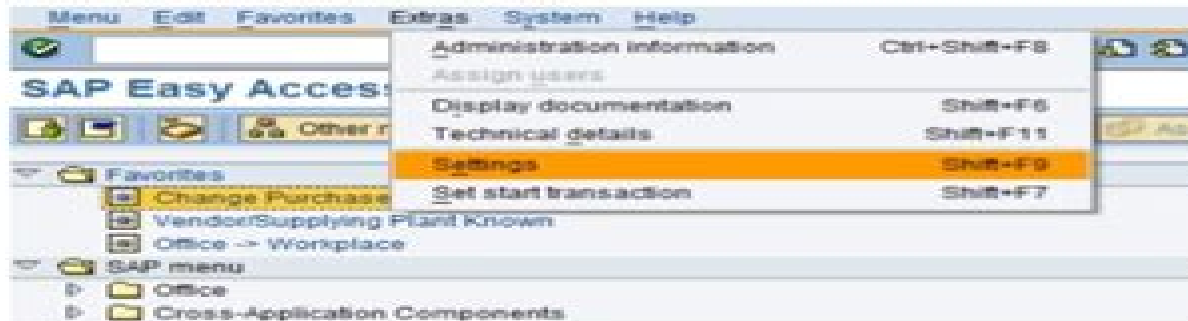 Menu Edit Favorites Extras System Help
Administration information Ctrl+Shift+F8
Assign users
SAP Easy Access
Display documentation Shift+F6
Other
Technical details Shift+F11
Settings Shift+F9
Favorites
Set start transaction Shift+F7
Change Purchase
Vendor/Supplying Plant Known
Office -> Workplace
SAP menu
Office
Cross-Application Components